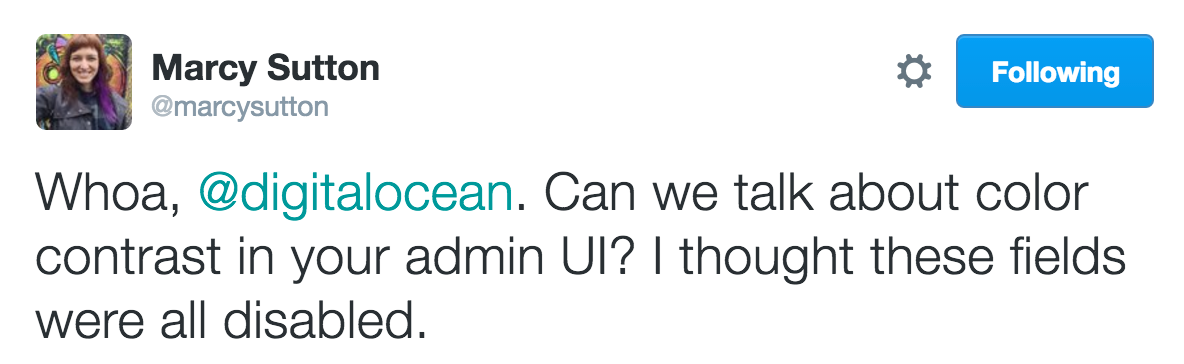 Marcy Sutton
@marcysutton
Following
Whoa, @digitalocean. Can we talk about color
contrast in your admin UI? I thought these fields
were all disabled.